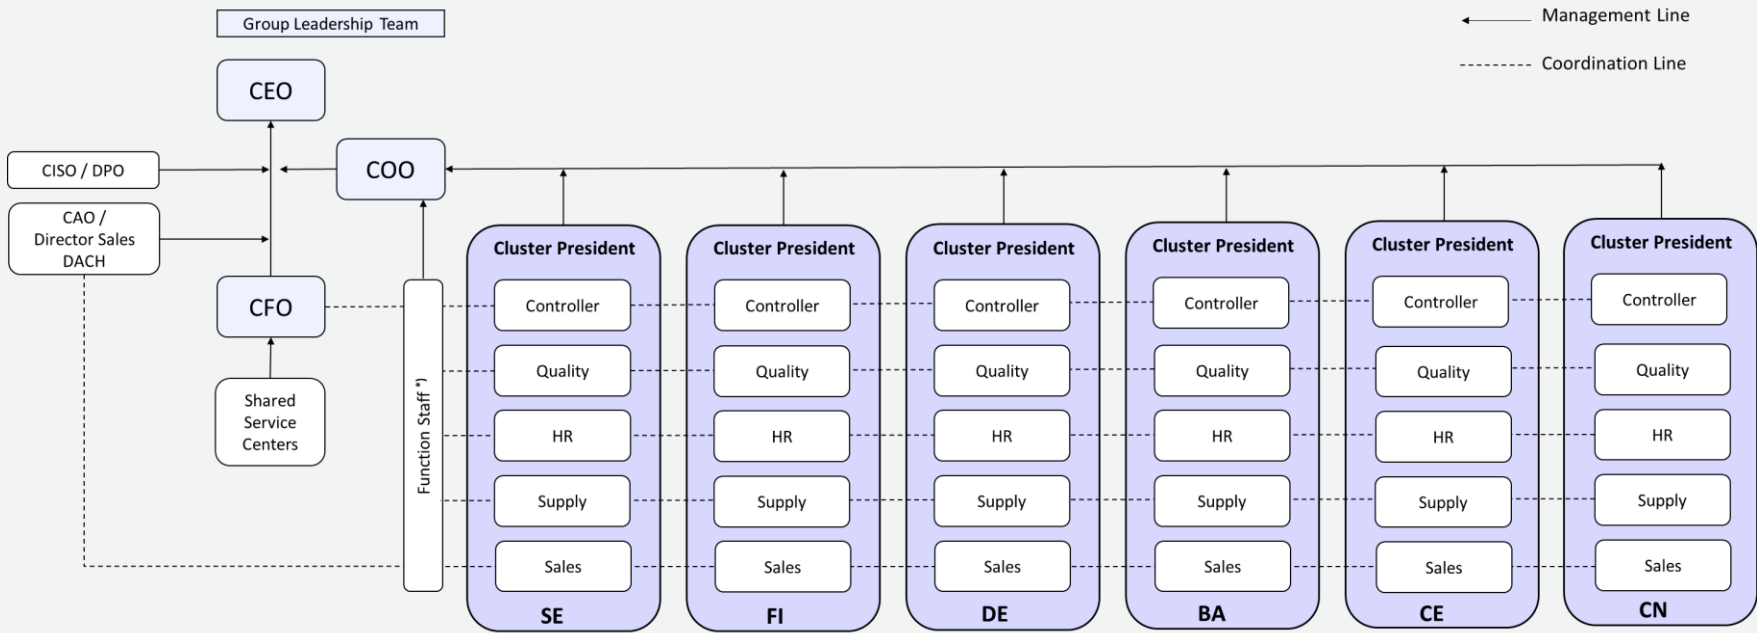 Group Leadership Team
Management Line
Coordination Line
CEO
CISO / DPO
COO
CAO /
Director Sales
DACH
CFO
Shared
Service
Centers
Function Staff *)
Cluster President
Controller
Quality
HR
Supply
Sales
SE
Cluster President
Controller
Quality
HR
Supply
Sales
FI
Cluster President
Controller
Quality
HR
Supply
Sales
DE
Cluster President
Controller
Quality
HR
Supply
Sales
BA
Cluster President
Controller
Quality
HR
Supply
Sales
CE
Cluster President
Controller
Quality
HR
Supply
Sales
CN